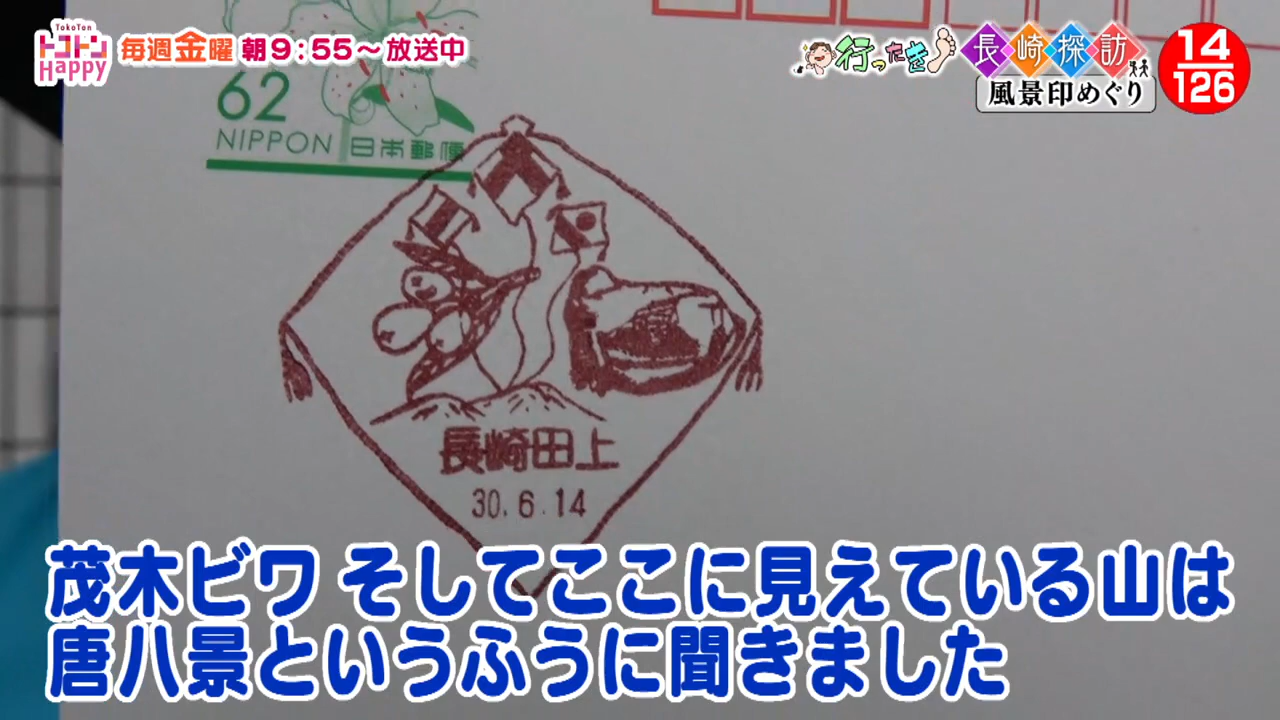 TokoTon
トコトン
Happy
毎週金曜 朝9:55〜放送中
行ったき
長崎探訪
風景印めぐり
14
126
62
NIPPON 日本郵便
長崎田上
30.6.14
茂木ビワ そしてここに見えている山は
唐八景というふうに聞きました